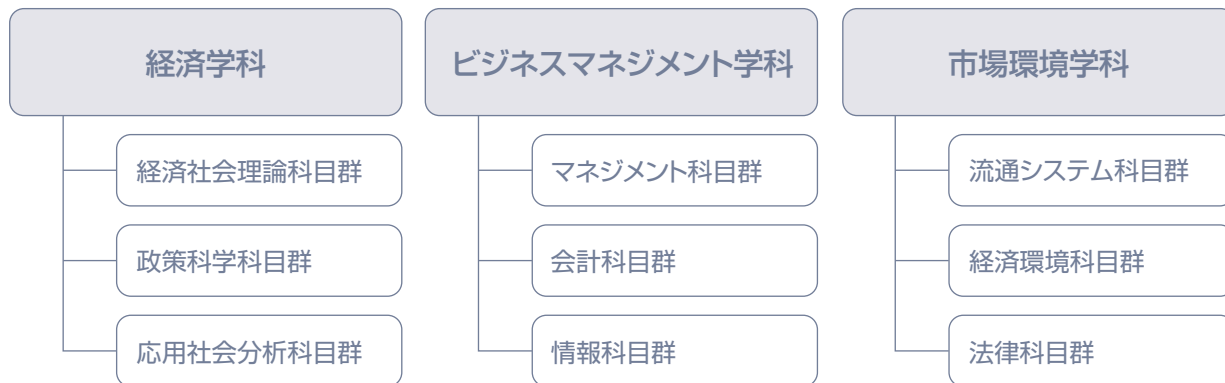 経済学科
経済社会理論科目群
政策科学科目群
応用社会分析科目群
ビジネスマネジメント学科
マネジメント科目群
会計科目群
情報科目群
市場環境学科
流通システム科目群
経済環境科目群
法律科目群